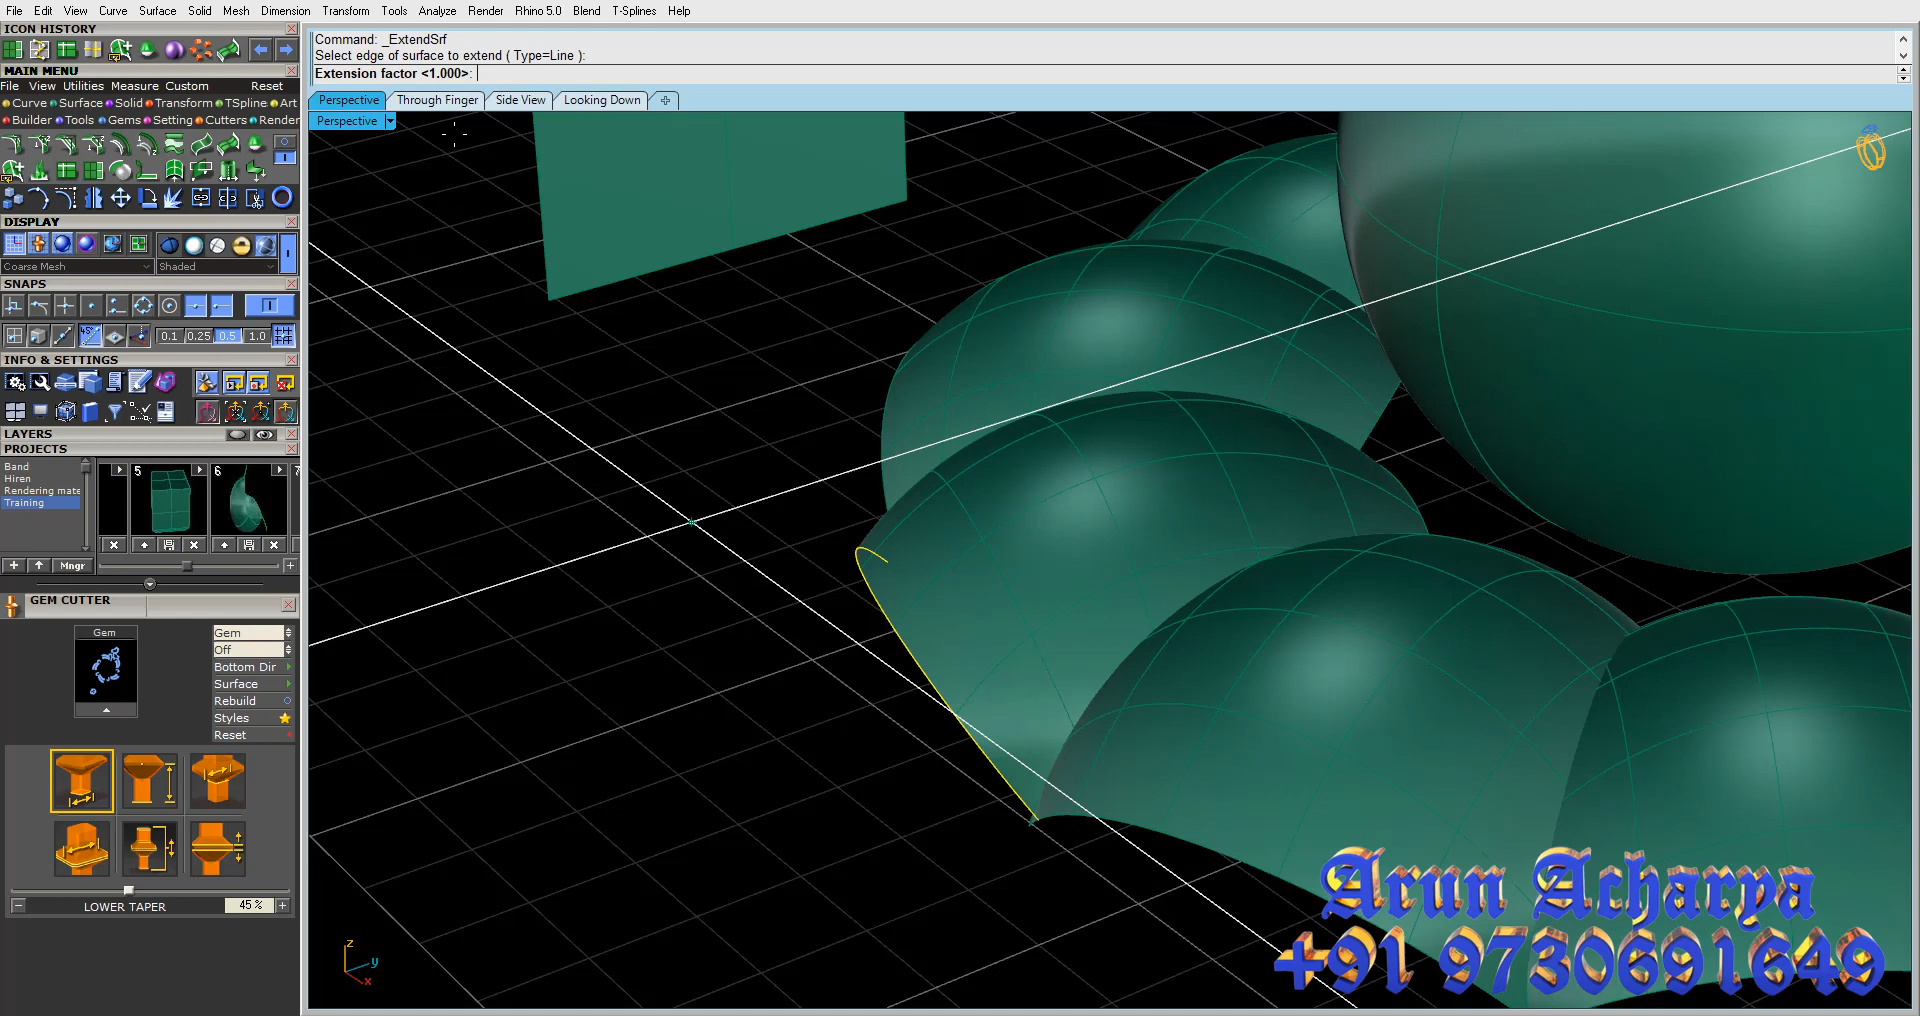 File Edit View Curve Surface Solid Mesh Dimension Transform Tools Analyze Render Rhino 5.0 Blend T-Splines Help
ICON HISTORY
MAIN MENU
File View Utilities Measure Custom Reset
Curve Surface Solid Transform TSpline Art
Builder Tools Gems Setting Cutters Render
DISPLAY
Coarse Mesh Shaded
SNAPS
45°
0.1 0.25 0.5 1.0
INFO & SETTINGS
LAYERS
PROJECTS
Band
Hiren
Rendering mate
Training
5
6
7
Mngr
GEM CUTTER
Gem
Gem
Off
Bottom Dir
Surface
Rebuild
Styles
Reset
LOWER TAPER 45 %
Command: _ExtendSrf
Select edge of surface to extend ( Type=Line ):
Extension factor <1.000>:
Perspective Through Finger Side View Looking Down
Perspective
z
y
x
Arun Acharya
+91 9730691649